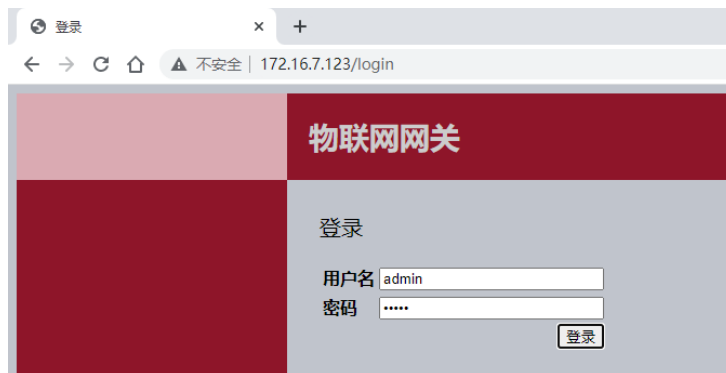 登录
不安全 | 172.16.7.123/login
物联网网关
登录
用户名 admin
密码 •••••
登录